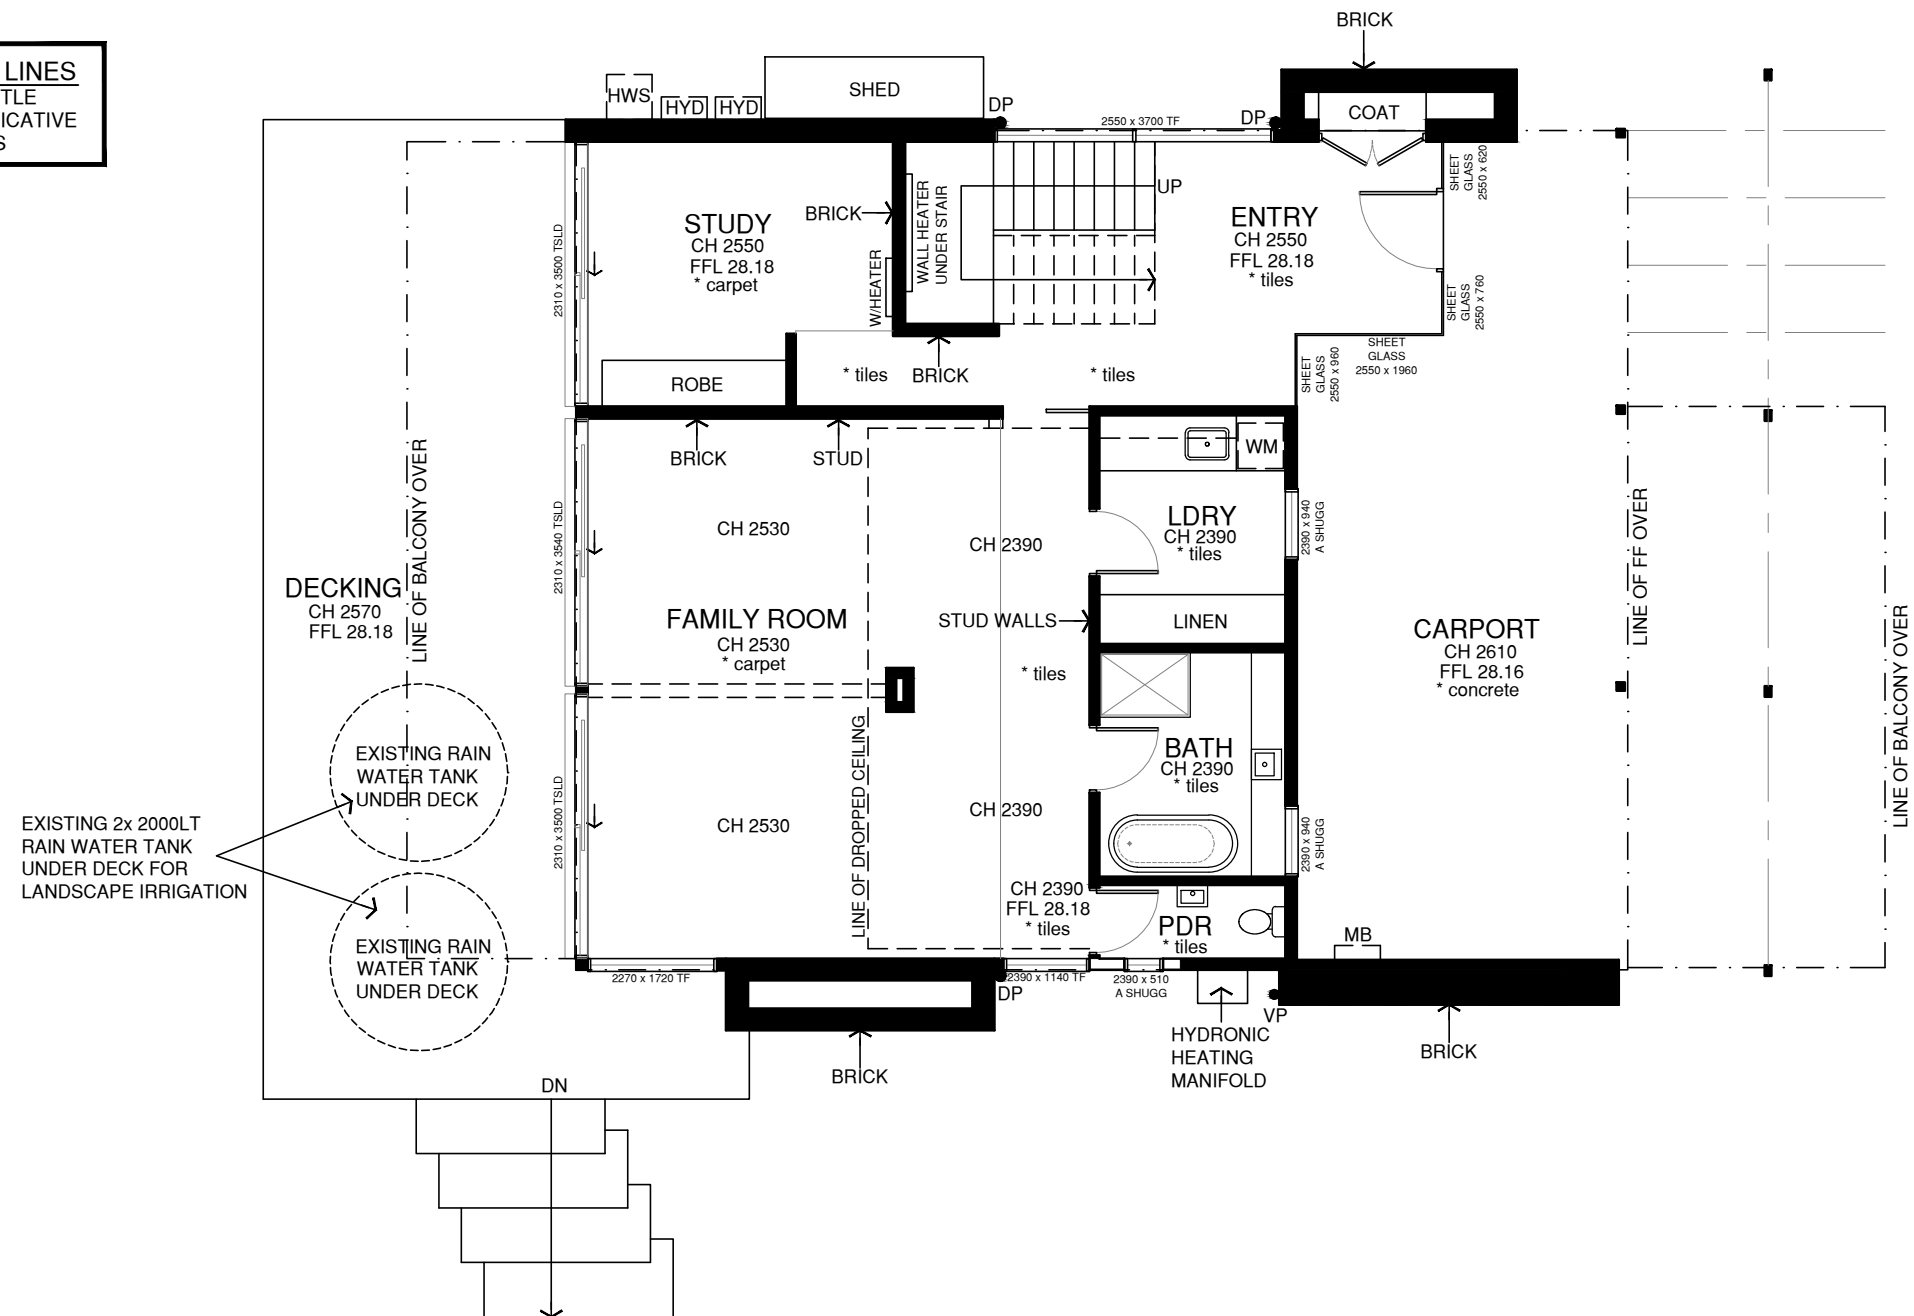 LINES
TLE
ICATIVE
S
BRICK
HWS
HYD
HYD
SHED
DP
2550 x 3700 TF
DP
COAT
SHEET
GLASS
2550 x 620
UP
STUDY
CH 2550
FFL 28.18
* carpet
BRICK
WALL HEATER
UNDER STAIR
W/HEATER
ENTRY
CH 2550
FFL 28.18
* tiles
2310 x 3500 TSLD
SHEET
GLASS
2550 x 760
SHEET
GLASS
2550 x 1960
SHEET
GLASS
2550 x 960
ROBE
* tiles
BRICK
* tiles
BRICK
STUD
WM
LINE OF BALCONY OVER
2310 x 3540 TSLD
CH 2530
CH 2390
LDRY
CH 2390
* tiles
2390 x 940
A SHUGG
LINE OF FF OVER
DECKING
CH 2570
FFL 28.18
FAMILY ROOM
CH 2530
* carpet
STUD WALLS
LINEN
CARPORT
CH 2610
FFL 28.16
* concrete
LINE OF BALCONY OVER
* tiles
EXISTING RAIN
WATER TANK
UNDER DECK
BATH
CH 2390
* tiles
LINE OF DROPPED CEILING
2310 x 3500 TSLD
CH 2530
CH 2390
2390 x 940
A SHUGG
EXISTING 2x 2000LT
RAIN WATER TANK
UNDER DECK FOR
LANDSCAPE IRRIGATION
CH 2390
FFL 28.18
* tiles
PDR
* tiles
MB
EXISTING RAIN
WATER TANK
UNDER DECK
2270 x 1720 TF
2390 x 1140 TF
DP
2390 x 510
A SHUGG
VP
HYDRONIC
HEATING
MANIFOLD
BRICK
BRICK
DN